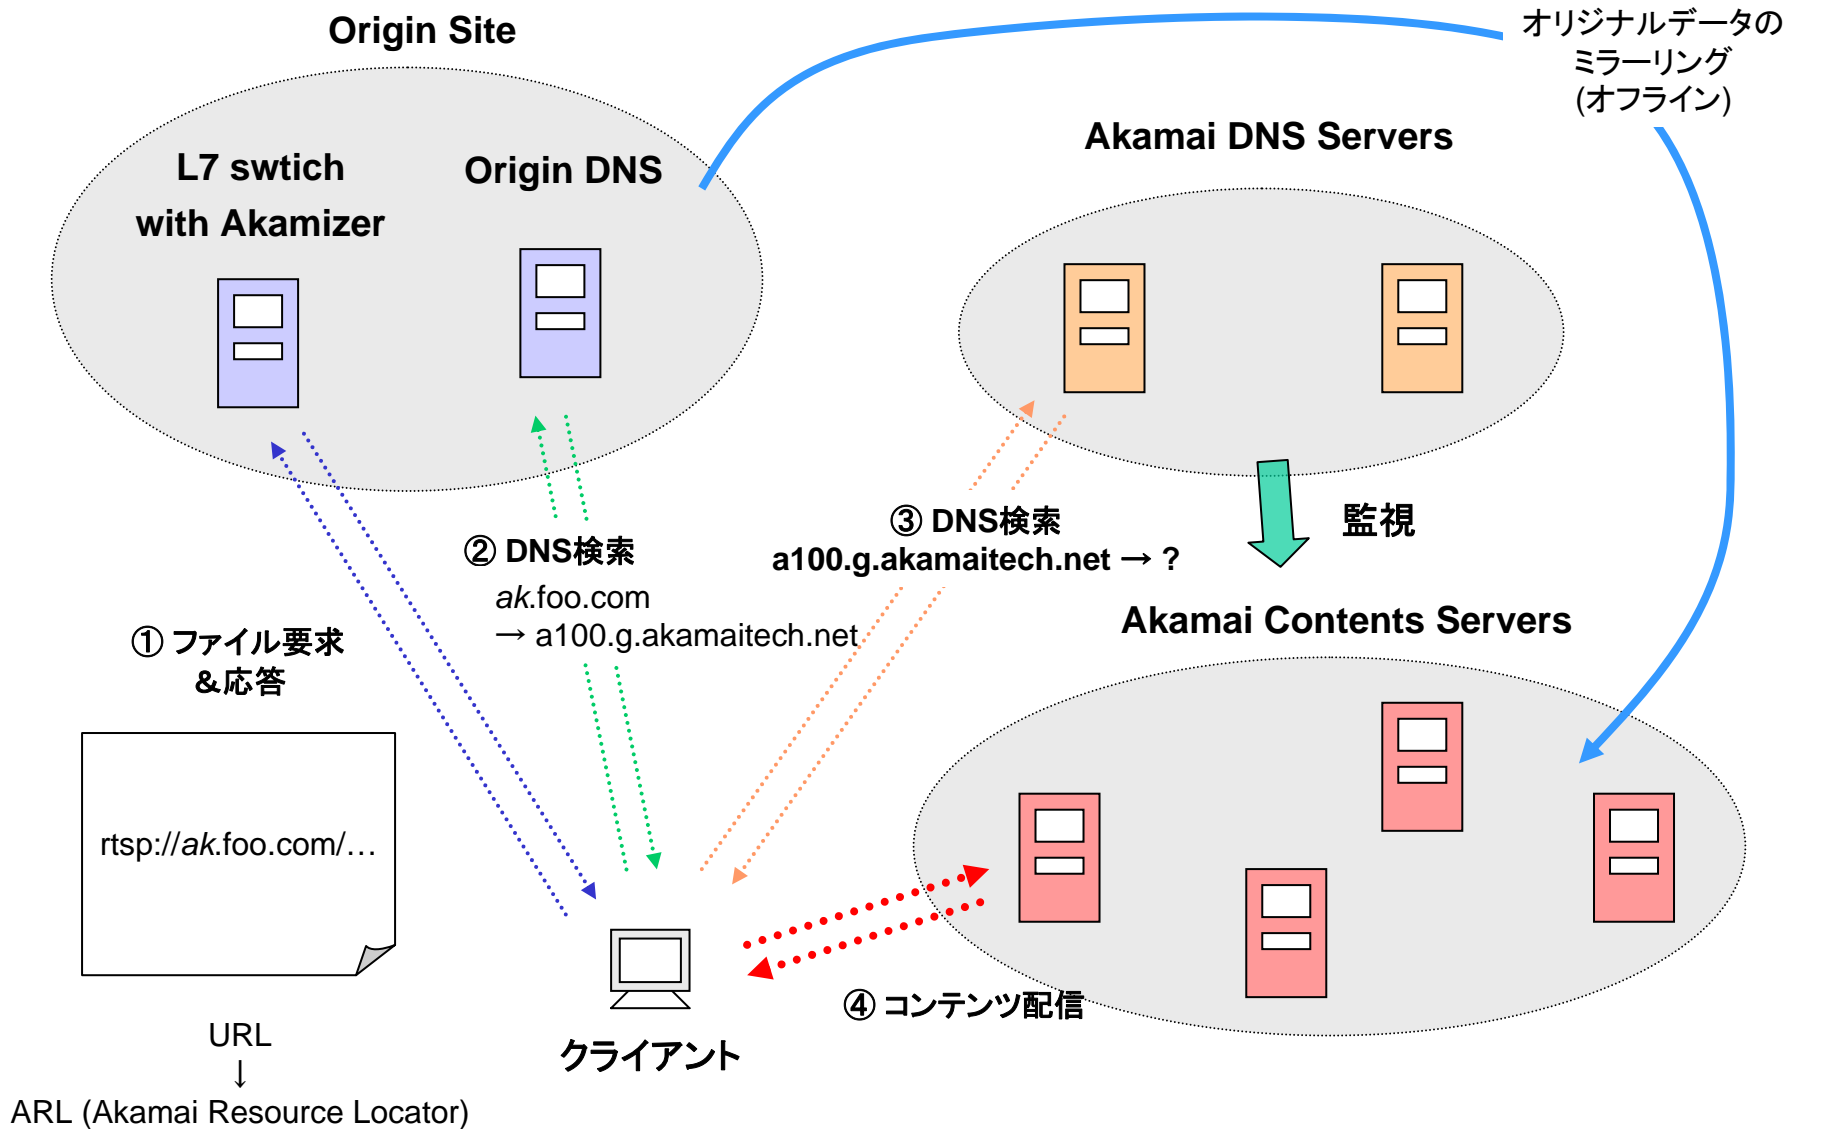 Origin Site
オリジナルデータの
ミラーリング
(オフライン)
Akamai DNS Servers
L7 swtich
with Akamizer
Origin DNS
② DNS検索
ak.foo.com
→ a100.g.akamaitech.net
③ DNS検索
a100.g.akamaitech.net → ?
監視
① ファイル要求
&応答
Akamai Contents Servers
rtsp://ak.foo.com/…
④ コンテンツ配信
クライアント
URL
↓
ARL (Akamai Resource Locator)